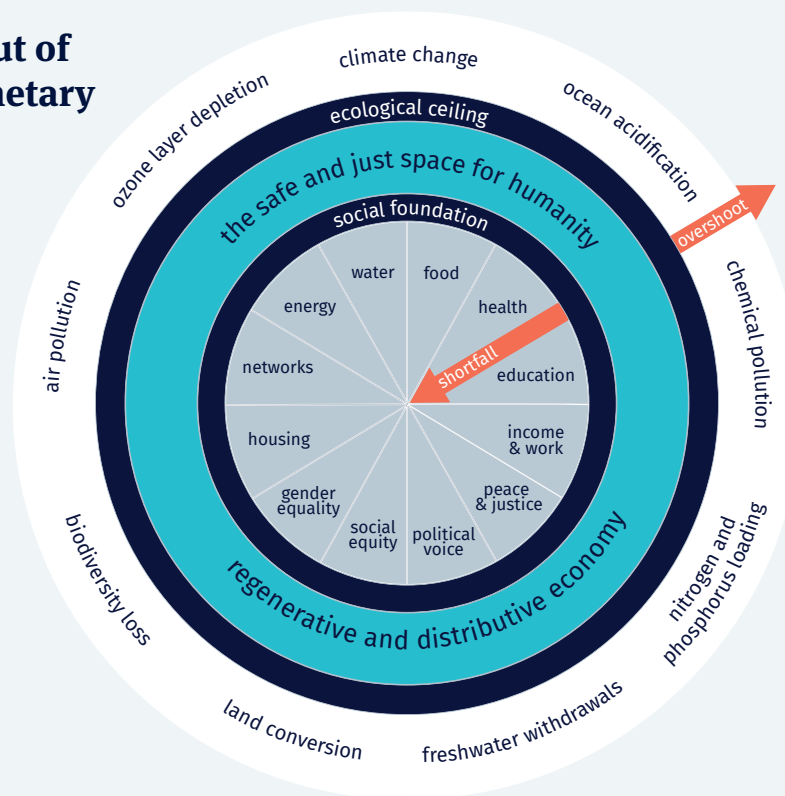 ut of
netary
climate change
ocean acidification
chemical pollution
nitrogen and
phosphorus loading
freshwater withdrawals
land conversion
biodiversity loss
air pollution
ozone layer depletion
ecological ceiling
overshoot
the safe and just space for humanity
regenerative and distributive economy
social foundation
water
food
health
shortfall
education
income
& work
peace
& justice
political
voice
social
equity
gender
equality
housing
networks
energy